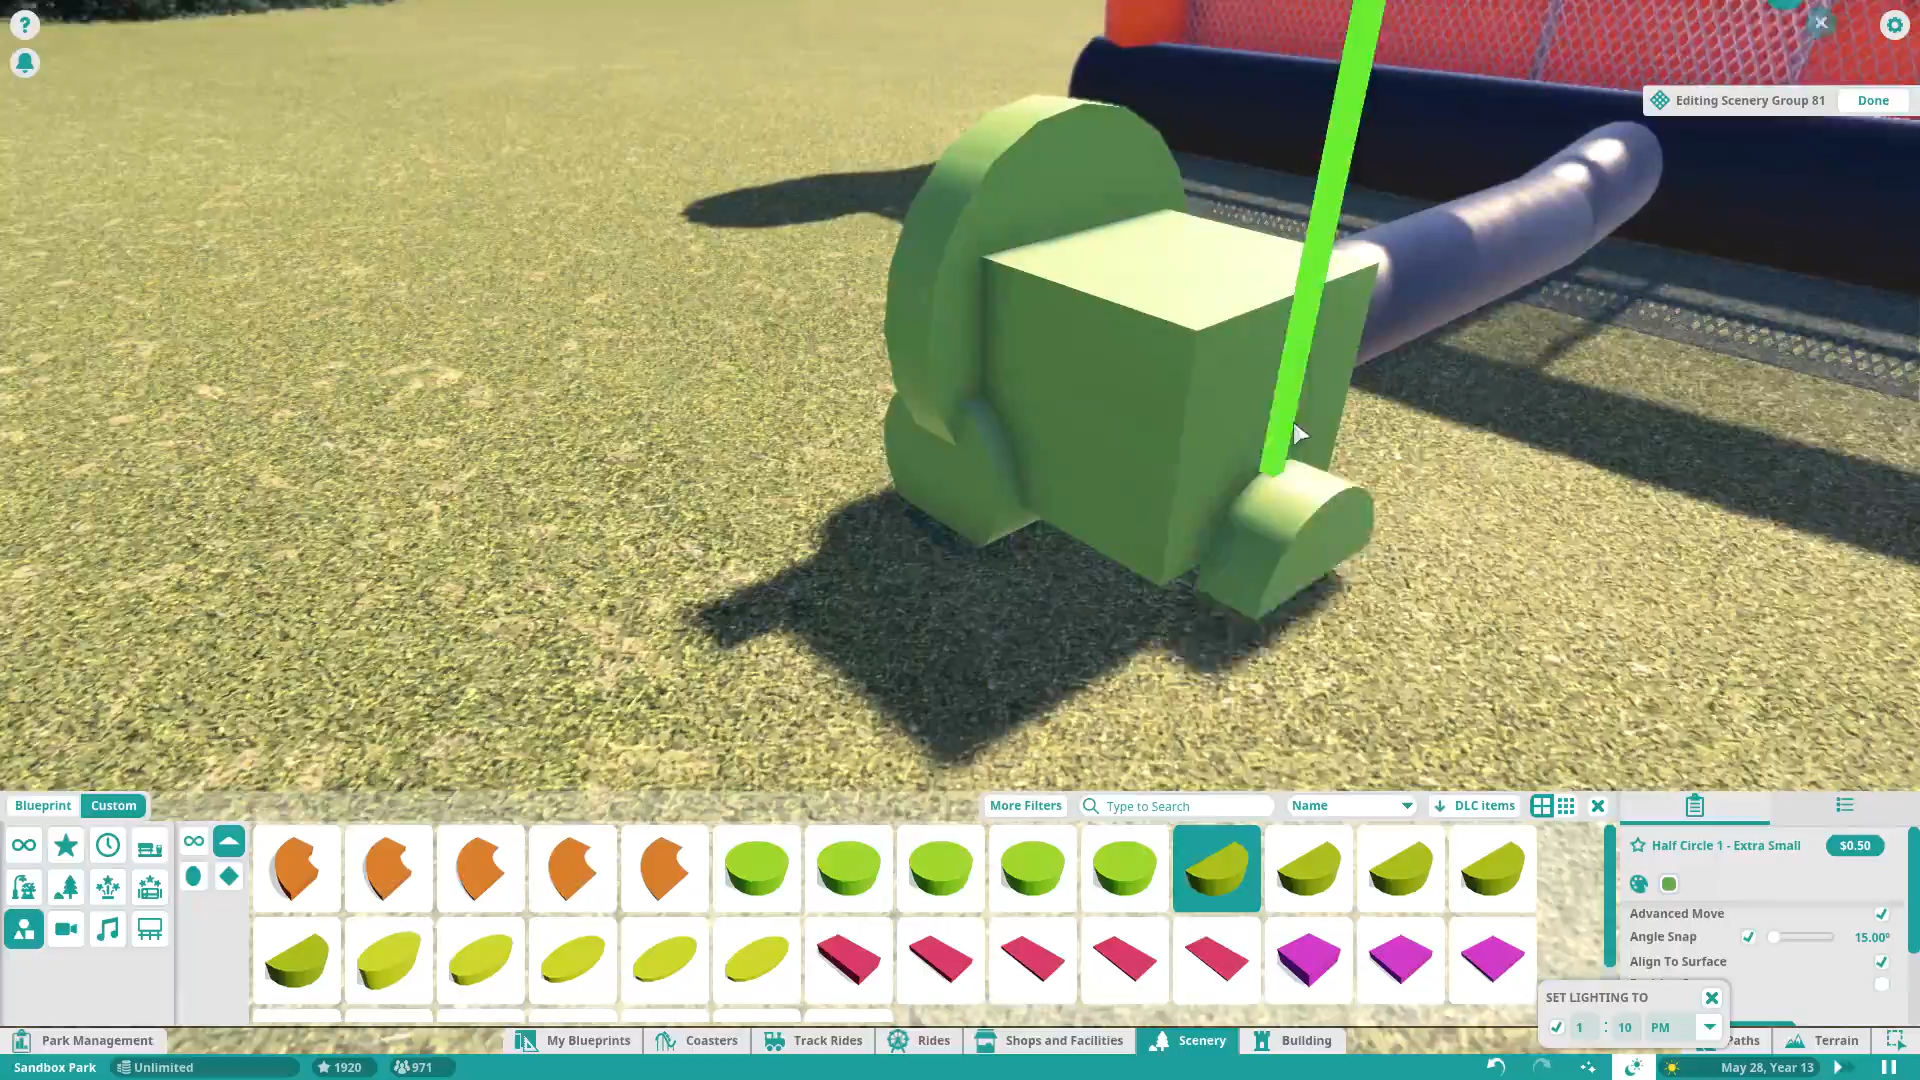 ?
Editing Scenery Group 81
Done
Blueprint
Custom
More Filters
Type to Search
Name
DLC items
Half Circle 1 - Extra Small
$0.50
Advanced Move
Angle Snap
15.00°
Align To Surface
SET LIGHTING TO
1 : 10 PM
Park Management
My Blueprints
Coasters
Track Rides
Rides
Shops and Facilities
Scenery
Building
Paths
Terrain
Sandbox Park
Unlimited
1920
971
May 28, Year 13